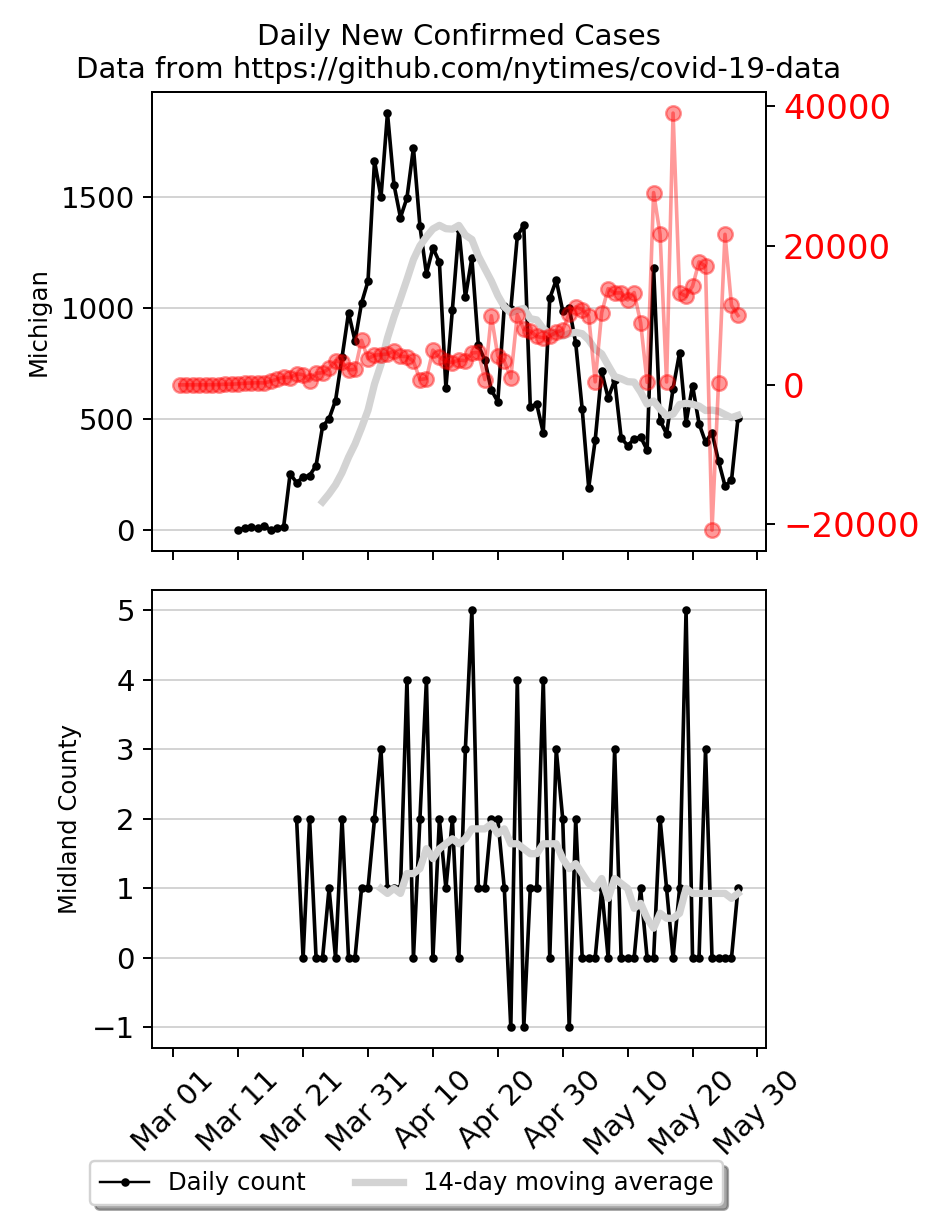 Daily New Confirmed Cases
Data from https://github.com/nytimes/covid-19-data
40000
1500
20000
Michigan
1000
0
500
0
−20000
5
4
3
Midland County
2
1
0
−1
Mar 01 Mar 11 Mar 21 Mar 31 Apr 10 Apr 20 Apr 30 May 10 May 20 May 30
Daily count 14-day moving average